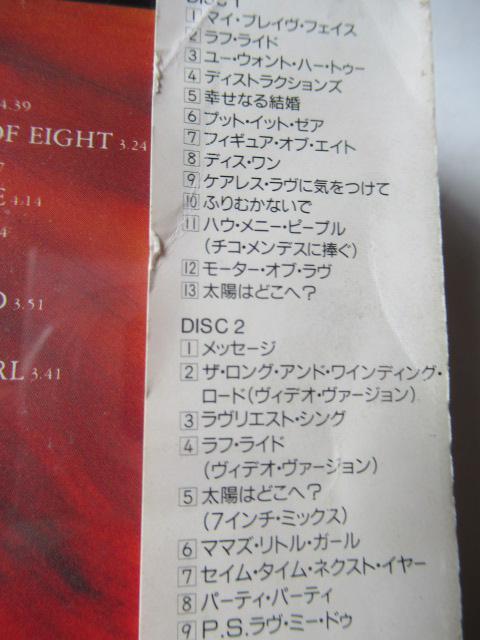 4.39
OF EIGHT 3.24
7
E 4.14
4
D 3.51
RL 3.41
DISC 1
1 マイ・ブレイヴ・フェイス
2 ラフ・ライド
3 ユー・ウォント・ハー・トゥー
4 ディストラクションズ
5 幸せなる結婚
6 プット・イット・ゼア
7 フィギュア・オブ・エイト
8 ディス・ワン
9 ケアレス・ラヴに気をつけて
10 ふりむかないで
11 ハウ・メニー・ピープル
(チコ・メンデスに捧ぐ)
12 モーター・オブ・ラヴ
13 太陽はどこへ?
DISC 2
1 メッセージ
2 ザ・ロング・アンド・ワインディング・
ロード(ヴィデオ・ヴァージョン)
3 ラヴリエスト・シング
4 ラフ・ライド
(ヴィデオ・ヴァージョン)
5 太陽はどこへ?
(7インチ・ミックス)
6 ママズ・リトル・ガール
7 セイム・タイム・ネクスト・イヤー
8 パーティ・パーティ
9 P.S.ラヴ・ミー・ドゥ